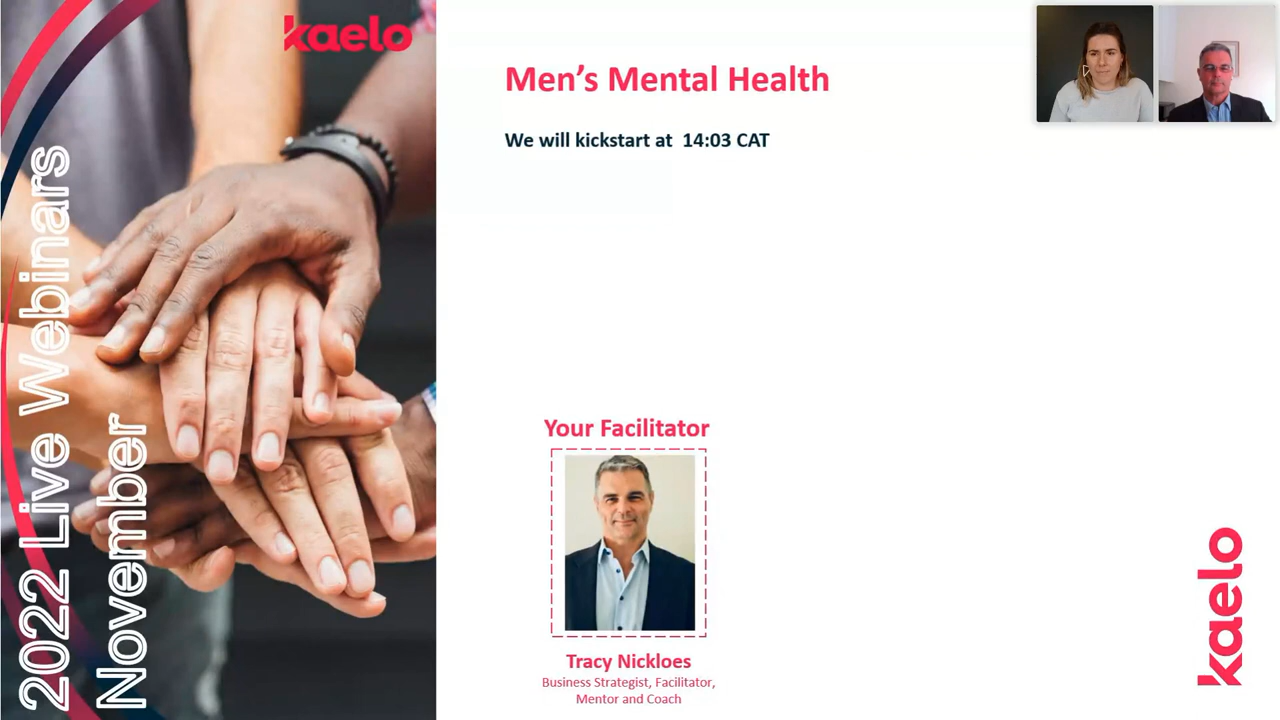 kaelo
2022 Live Webinars
November
Men's Mental Health
We will kickstart at 14:03 CAT
Your Facilitator
Tracy Nickloes
Business Strategist, Facilitator,
Mentor and Coach
kaelo